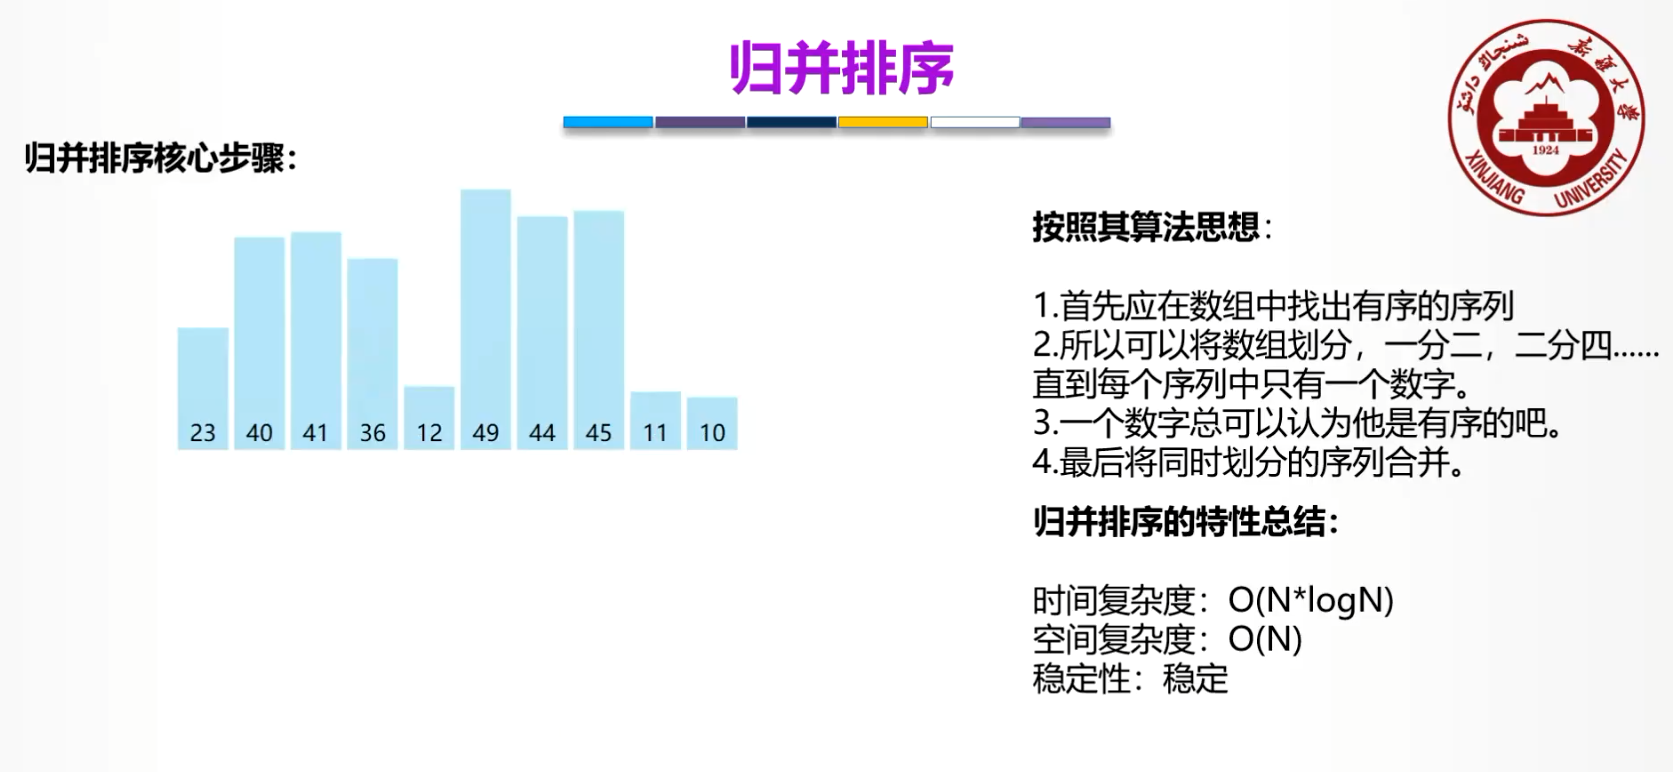 归并排序
归并排序核心步骤：
23 40 41 36 12 49 44 45 11 10
新疆大学
شىنجاڭ داشۆ
1924
XINJIANG UNIVERSITY
按照其算法思想：
1.首先应在数组中找出有序的序列
2.所以可以将数组划分，一分二，二分四......
直到每个序列中只有一个数字。
3.一个数字总可以认为他是有序的吧。
4.最后将同时划分的序列合并。
归并排序的特性总结：
时间复杂度：O(N*logN)
空间复杂度：O(N)
稳定性：稳定